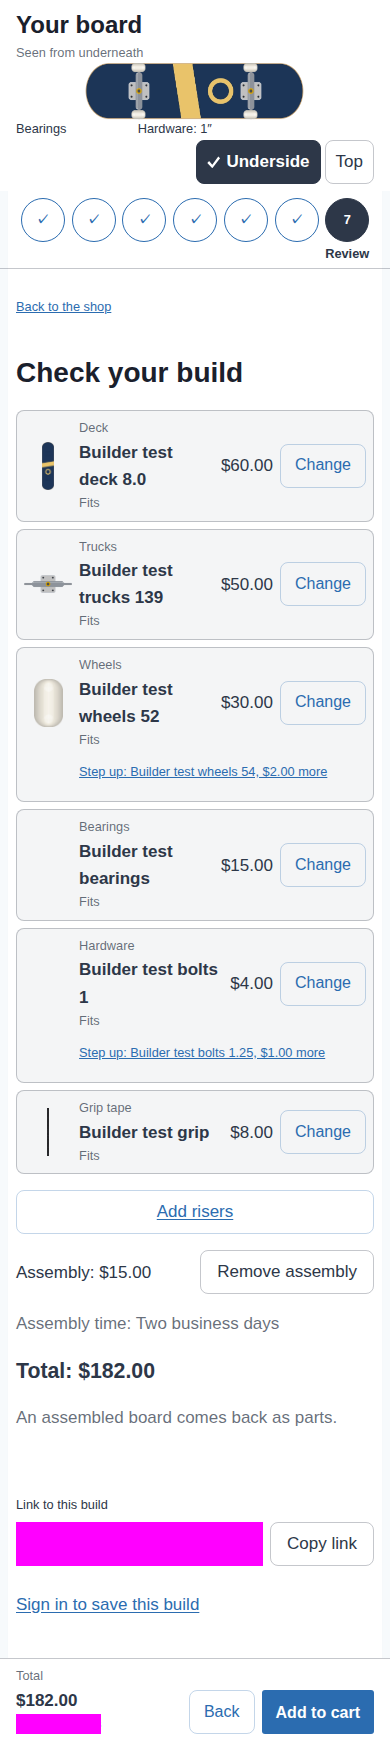 Your board
Seen from underneath
Bearings
Hardware: 1″
✓ Underside
Top
✓ ✓ ✓ ✓ ✓ ✓ 7
Review
Back to the shop
Check your build
Deck
Builder test
deck 8.0
Fits
$60.00
Change
Trucks
Builder test
trucks 139
Fits
$50.00
Change
Wheels
Builder test
wheels 52
Fits
$30.00
Change
Step up: Builder test wheels 54, $2.00 more
Bearings
Builder test
bearings
Fits
$15.00
Change
Hardware
Builder test bolts
1
Fits
$4.00
Change
Step up: Builder test bolts 1.25, $1.00 more
Grip tape
Builder test grip
Fits
$8.00
Change
Add risers
Assembly: $15.00
Remove assembly
Assembly time: Two business days
Total: $182.00
An assembled board comes back as parts.
Link to this build
Copy link
Sign in to save this build
Total
$182.00
Back
Add to cart